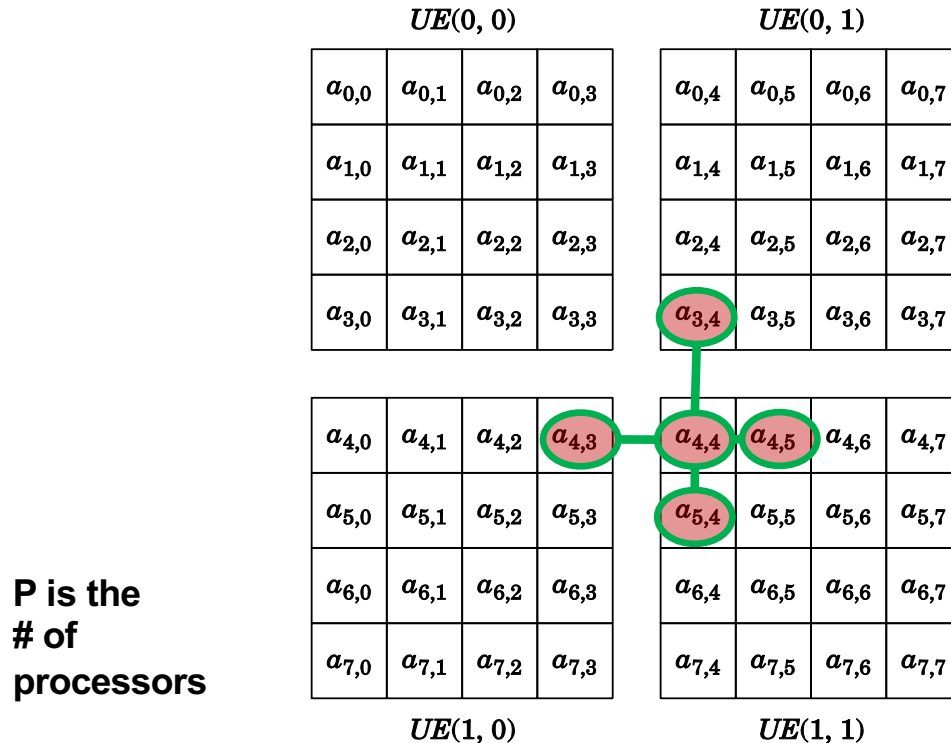 UE(0, 0) UE(0, 1)
a0,0 a0,1 a0,2 a0,3 a0,4 a0,5 a0,6 a0,7
a1,0 a1,1 a1,2 a1,3 a1,4 a1,5 a1,6 a1,7
a2,0 a2,1 a2,2 a2,3 a2,4 a2,5 a2,6 a2,7
a3,0 a3,1 a3,2 a3,3 a3,4 a3,5 a3,6 a3,7
a4,0 a4,1 a4,2 a4,3 a4,4 a4,5 a4,6 a4,7
a5,0 a5,1 a5,2 a5,3 a5,4 a5,5 a5,6 a5,7
a6,0 a6,1 a6,2 a6,3 a6,4 a6,5 a6,6 a6,7
a7,0 a7,1 a7,2 a7,3 a7,4 a7,5 a7,6 a7,7
UE(1, 0) UE(1, 1)
P is the
# of
processors